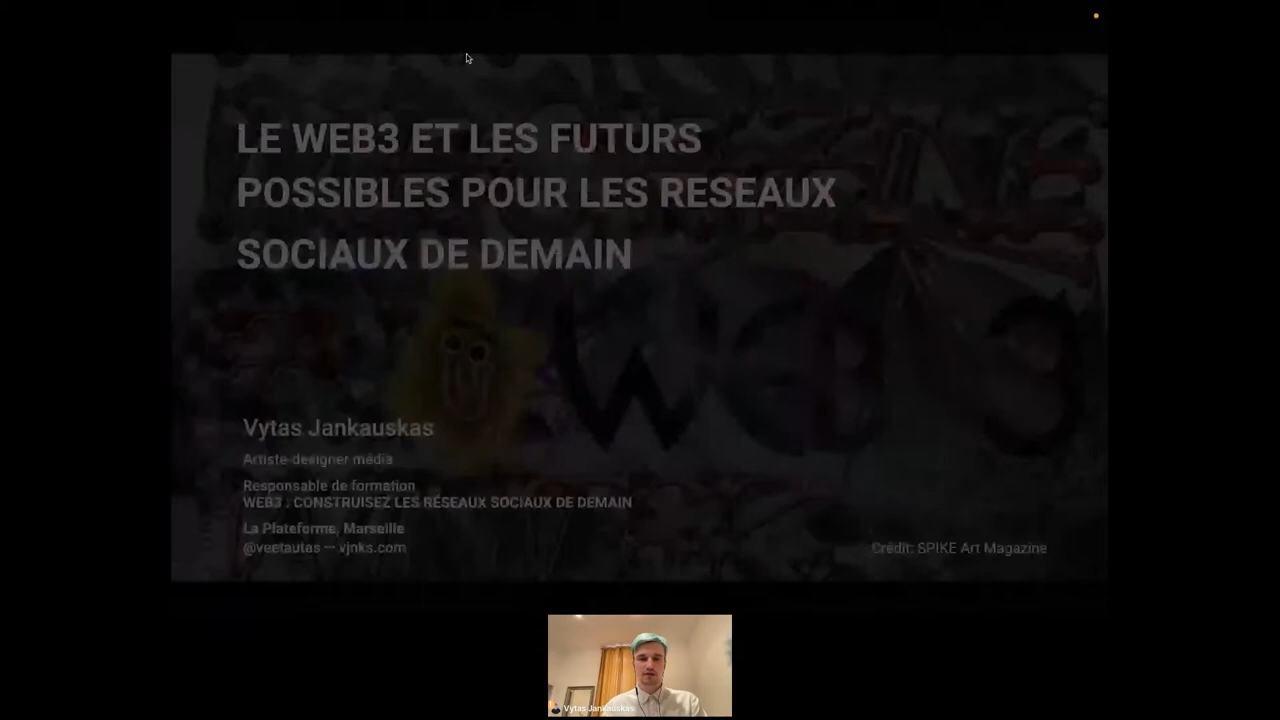 LE WEB3 ET LES FUTURS
POSSIBLES POUR LES RESEAUX
SOCIAUX DE DEMAIN
WEB 3
Vytas Jankauskas
Artiste-designer média
Responsable de formation
WEB3 : CONSTRUISEZ LES RÉSEAUX SOCIAUX DE DEMAIN
La Plateforme, Marseille
@veetautas — vjnks.com
Crédit: SPIKE Art Magazine
Vytas Jankauskas